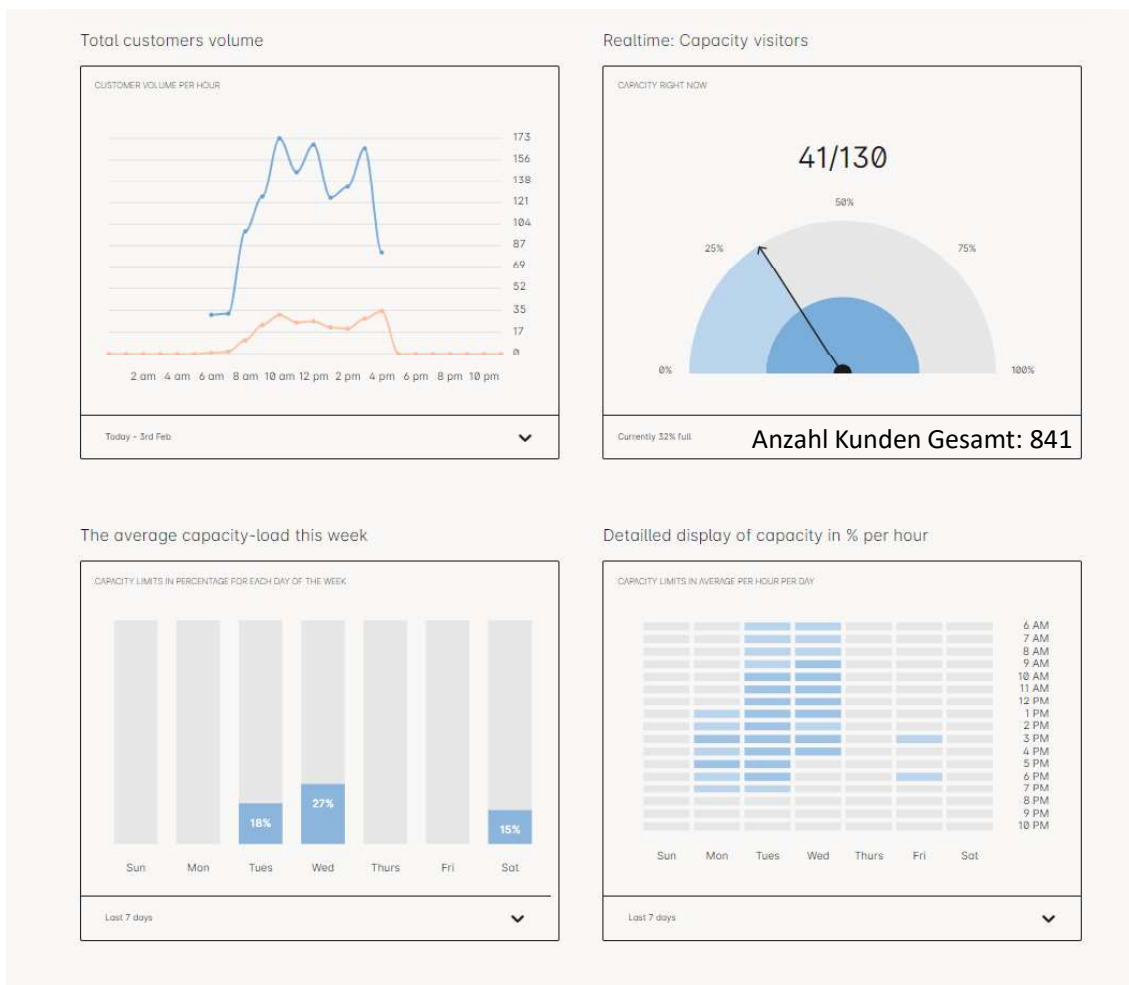 Total customers volume
CUSTOMER VOLUME PER HOUR
173
156
138
121
104
87
69
52
35
17
0
2 am 4 am 6 am 8 am 10 am 12 pm 2 pm 4 pm 6 pm 8 pm 10 pm
Today - 3rd Feb
Realtime: Capacity visitors
CAPACITY RIGHT NOW
41/130
0%
25%
50%
75%
100%
Currently 32% full
Anzahl Kunden Gesamt: 841
The average capacity-load this week
CAPACITY LIMITS IN PERCENTAGE FOR EACH DAY OF THE WEEK
18%
27%
15%
Sun Mon Tues Wed Thurs Fri Sat
Last 7 days
Detailled display of capacity in % per hour
CAPACITY LIMITS IN AVERAGE PER HOUR PER DAY
6 AM
7 AM
8 AM
9 AM
10 AM
11 AM
12 PM
1 PM
2 PM
3 PM
4 PM
5 PM
6 PM
7 PM
8 PM
9 PM
10 PM
Sun Mon Tues Wed Thurs Fri Sat
Last 7 days